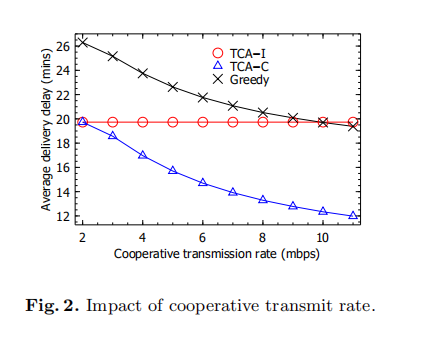 26
24
22
20
18
16
14
12
Average delivery delay (mins)
TCA-I
TCA-C
Greedy
2 4 6 8 10
Cooperative transmission rate (mbps)
Fig. 2. Impact of cooperative transmit rate.